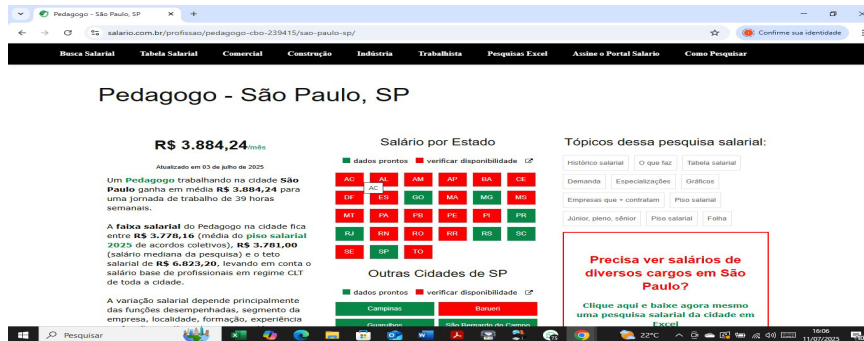 Pedagogo - São Paulo, SP
salario.com.br/profissao/pedagogo-cbo-239415/sao-paulo-sp/
Confirme sua identidade
Busca Salarial Tabela Salarial Comercial Construção Indústria Trabalhista Pesquisas Excel Assine o Portal Salario Como Pesquisar
Pedagogo - São Paulo, SP
R$ 3.884,24/mês
Atualizado em 03 de julho de 2025
Um Pedagogo trabalhando na cidade São
Paulo ganha em média R$ 3.884,24 para
uma jornada de trabalho de 39 horas
semanais.
A faixa salarial do Pedagogo na cidade fica
entre R$ 3.778,16 (média do piso salarial
2025 de acordos coletivos), R$ 3.781,00
(salário mediana da pesquisa) e o teto
salarial de R$ 6.823,20, levando em conta o
salário base de profissionais em regime CLT
de toda a cidade.
A variação salarial depende principalmente
das funções desempenhadas, segmento da
empresa, localidade, formação, experiência
Salário por Estado
dados prontos verificar disponibilidade
AC AL AM AP BA CE
AC
DF ES GO MA MG MS
MT PA PB PE PI PR
RJ RN RO RR RS SC
SE SP TO
Outras Cidades de SP
dados prontos verificar disponibilidade
Campinas Barueri
Guarulhos São Bernardo do Campo
Tópicos dessa pesquisa salarial:
Histórico salarial O que faz Tabela salarial
Demanda Especializações Gráficos
Empresas que + contratam Piso salarial
Júnior, pleno, sênior Piso salarial Folha
Precisa ver salários de
diversos cargos em São
Paulo?
Clique aqui e baixe agora mesmo
uma pesquisa salarial da cidade em
Excel
Pesquisar
22°C
16:06
11/07/2025